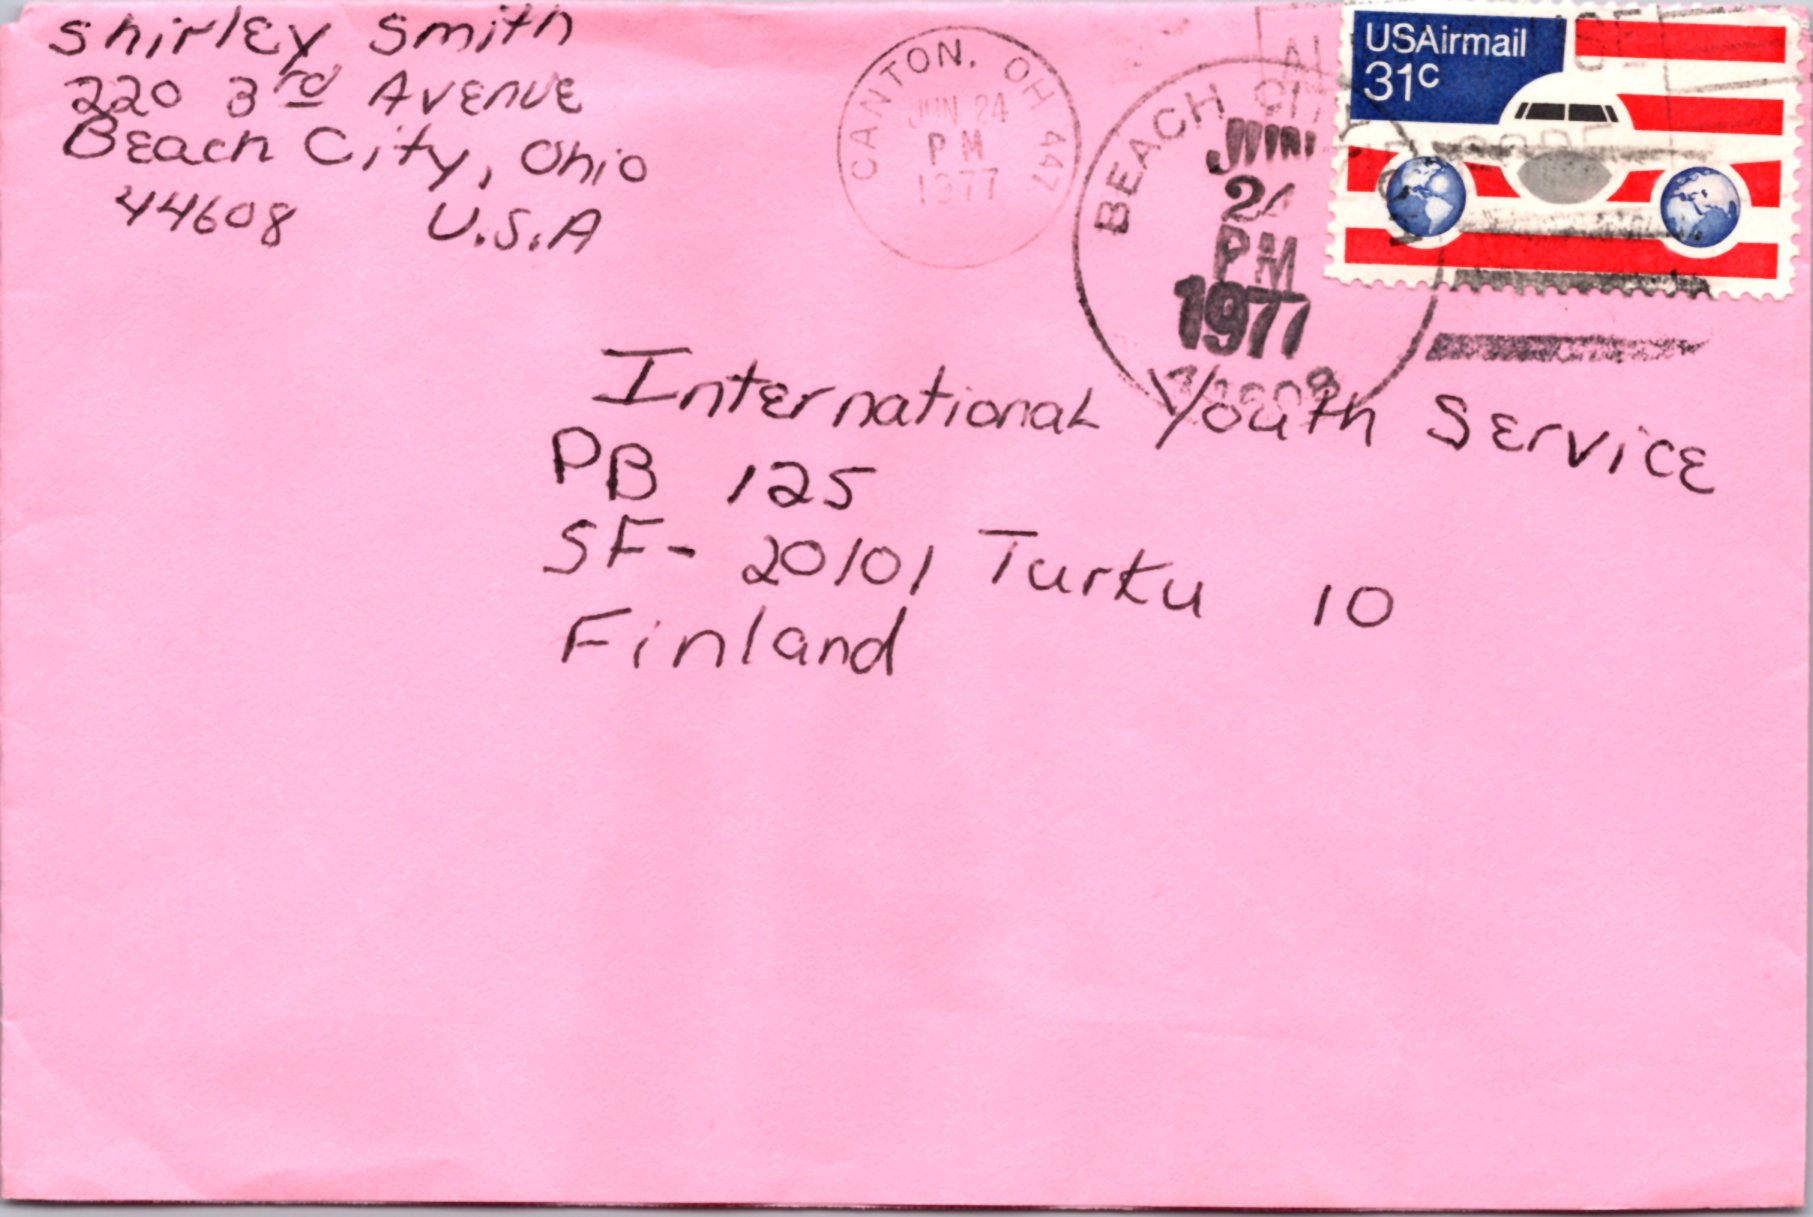 Shirley Smith
220 3rd Avenue
Beach City, Ohio
44608 U.S.A
CANTON, OH 447
JUN 24
PM
1977
BEACH
JUN
PM
1977
USAirmail
31c
International Youth Service
PB 125
SF- 20101 Turku 10
Finland